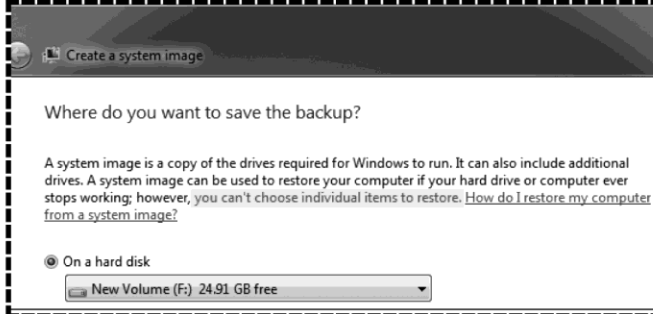 Create a system image
Where do you want to save the backup?
A system image is a copy of the drives required for Windows to run. It can also include additional
drives. A system image can be used to restore your computer if your hard drive or computer ever
stops working; however, you can't choose individual items to restore. How do I restore my computer
from a system image?
On a hard disk
New Volume (F:) 24.91 GB free